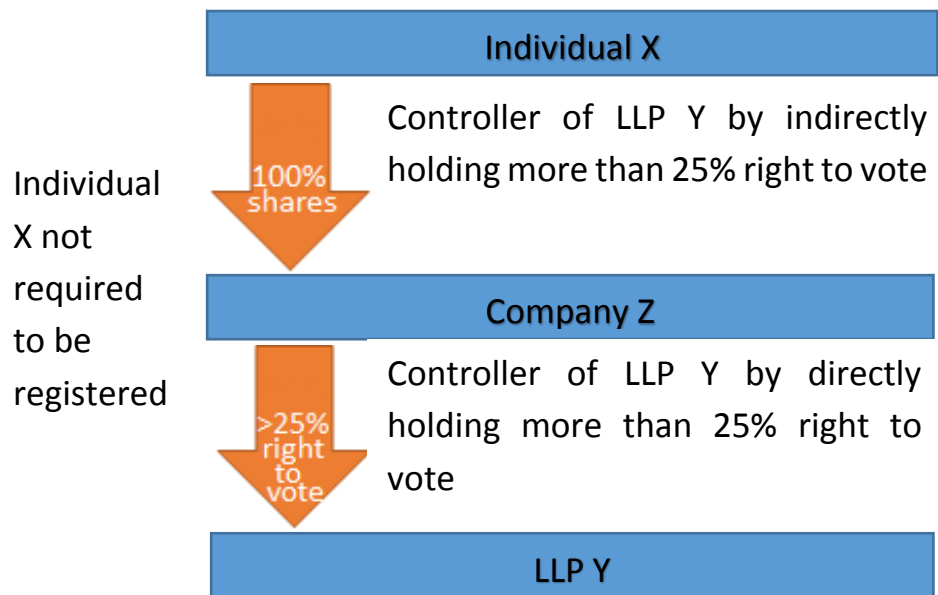 Individual X
Controller of LLP Y by indirectly
holding more than 25% right to vote
100%
shares
Individual
X not
required
to be
registered
Company Z
Controller of LLP Y by directly
holding more than 25% right to
vote
>25%
right
to
vote
LLP Y